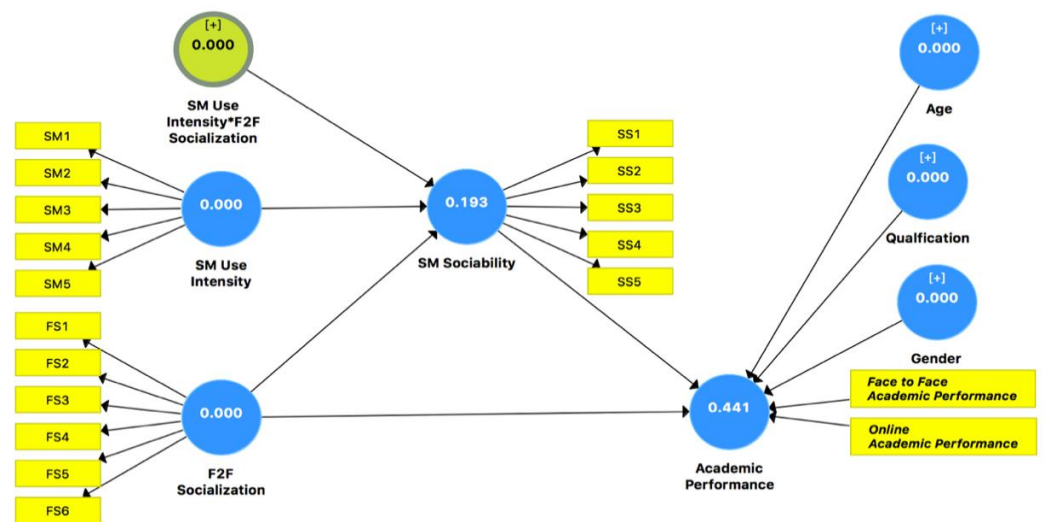 [+]
0.000
SM Use
Intensity*F2F
Socialization
SM1
SM2
SM3
SM4
SM5
0.000
SM Use
Intensity
FS1
FS2
FS3
FS4
FS5
FS6
0.000
F2F
Socialization
0.193
SM Sociability
SS1
SS2
SS3
SS4
SS5
[+]
0.000
Age
[+]
0.000
Qualfication
[+]
0.000
Gender
Face to Face
Academic Performance
Online
Academic Performance
0.441
Academic
Performance